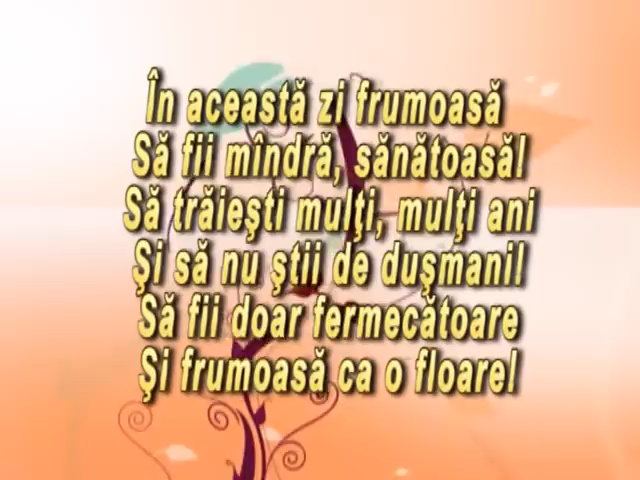 În această zi frumoasă
Să fii mîndră, sănătoasă!
Să trăieşti mulţi, mulţi ani
Şi să nu ştii de duşmani!
Să fii doar fermecătoare
Şi frumoasă ca o floare!